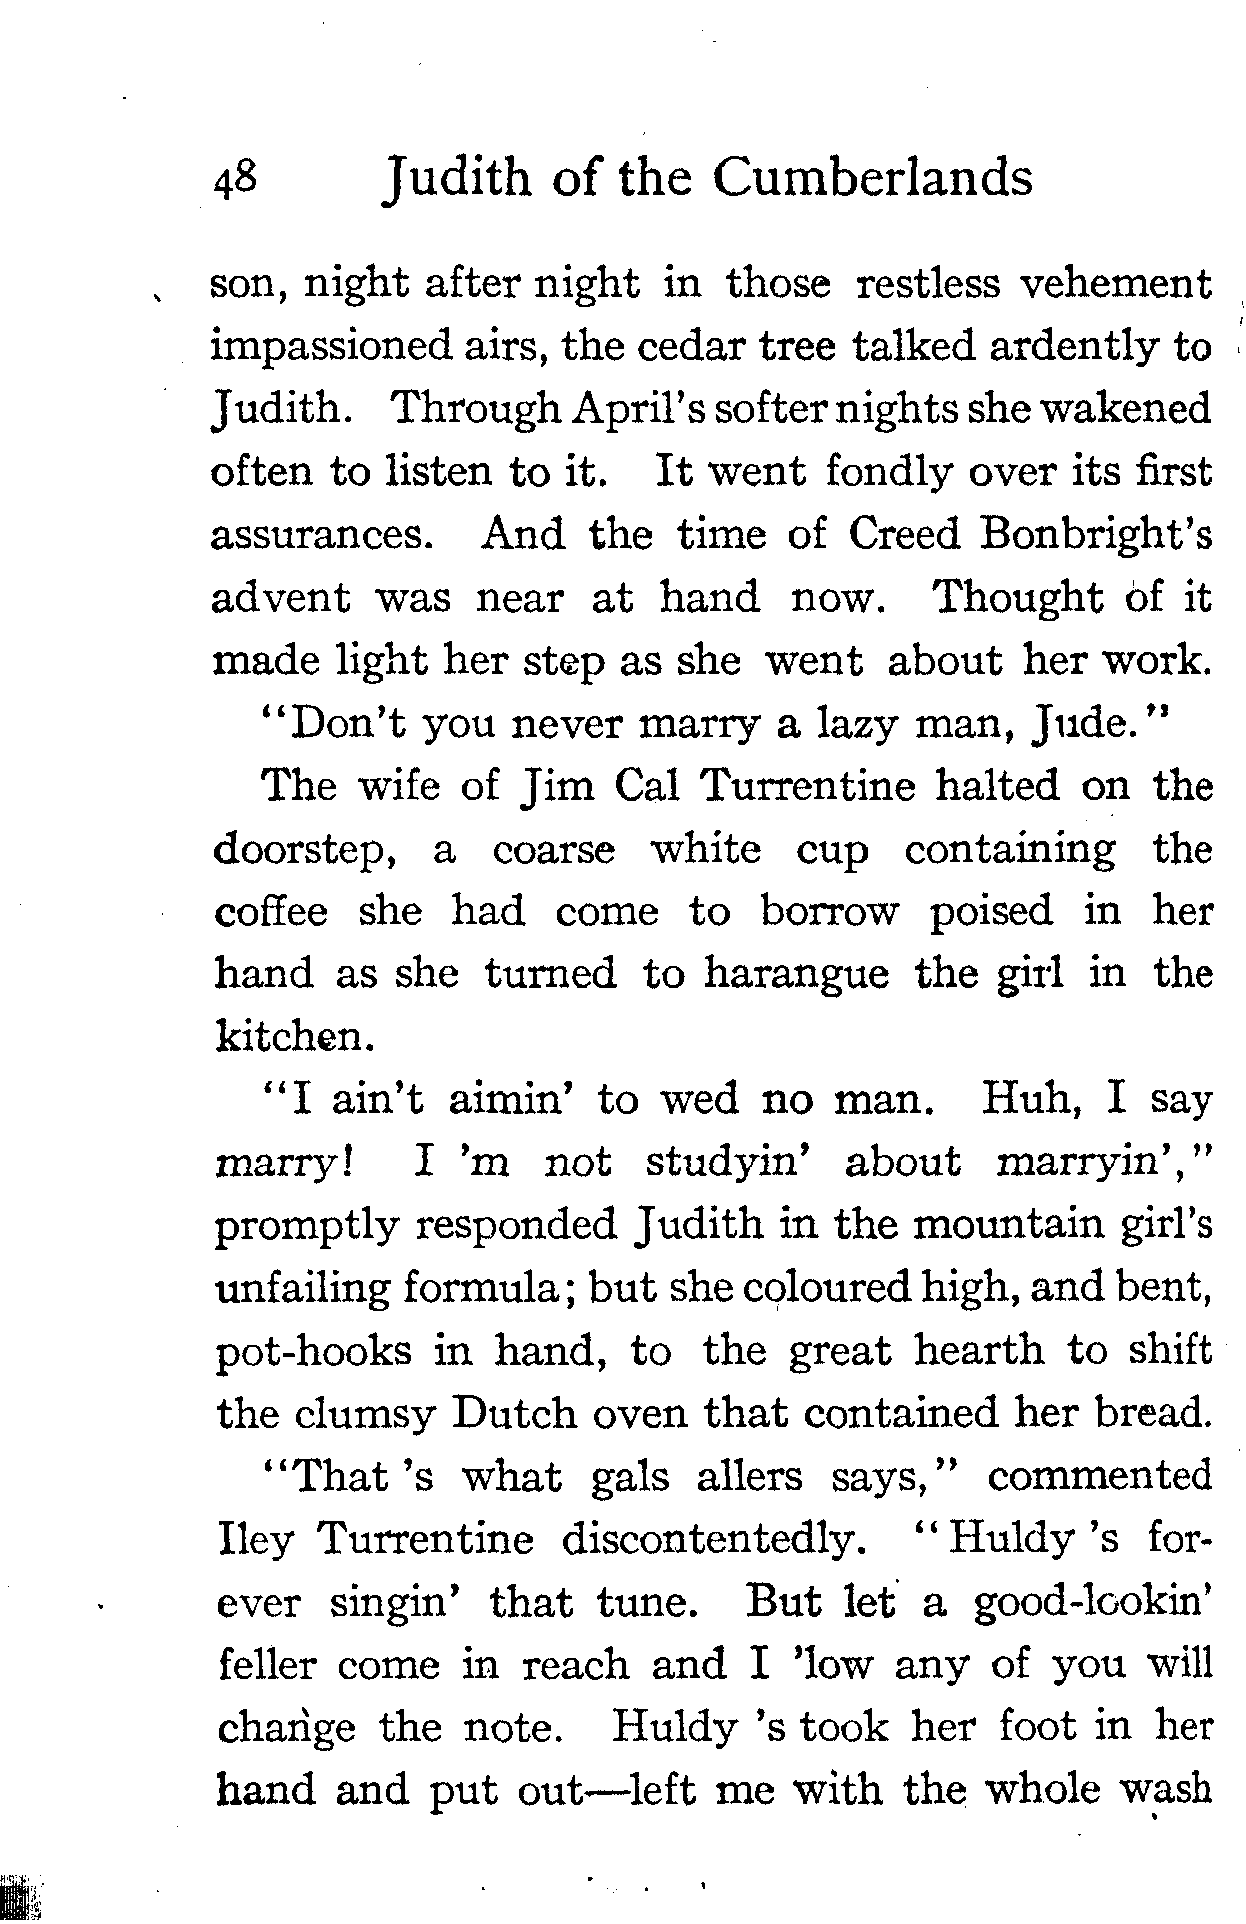 48 Judith of the Cumberlands
son, night after night in those restless vehement
impassioned airs, the cedar tree talked ardently to
Judith. Through April's softer nights she wakened
often to listen to it. It went fondly over its first
assurances. And the time of Creed Bonbright's
advent was near at hand now. Thought of it
made light her step as she went about her work.
"Don't you never marry a lazy man, Jude."
The wife of Jim Cal Turrentine halted on the
doorstep, a coarse white cup containing the
coffee she had come to borrow poised in her
hand as she turned to harangue the girl in the
kitchen.
"I ain't aimin' to wed no man. Huh, I say
marry! I 'm not studyin' about marryin',"
promptly responded Judith in the mountain girl's
unfailing formula; but she coloured high, and bent,
pot-hooks in hand, to the great hearth to shift
the clumsy Dutch oven that contained her bread.
"That 's what gals allers says," commented
Iley Turrentine discontentedly. "Huldy 's for-
ever singin' that tune. But let a good-lookin'
feller come in reach and I 'low any of you will
change the note. Huldy 's took her foot in her
hand and put out—left me with the whole wash